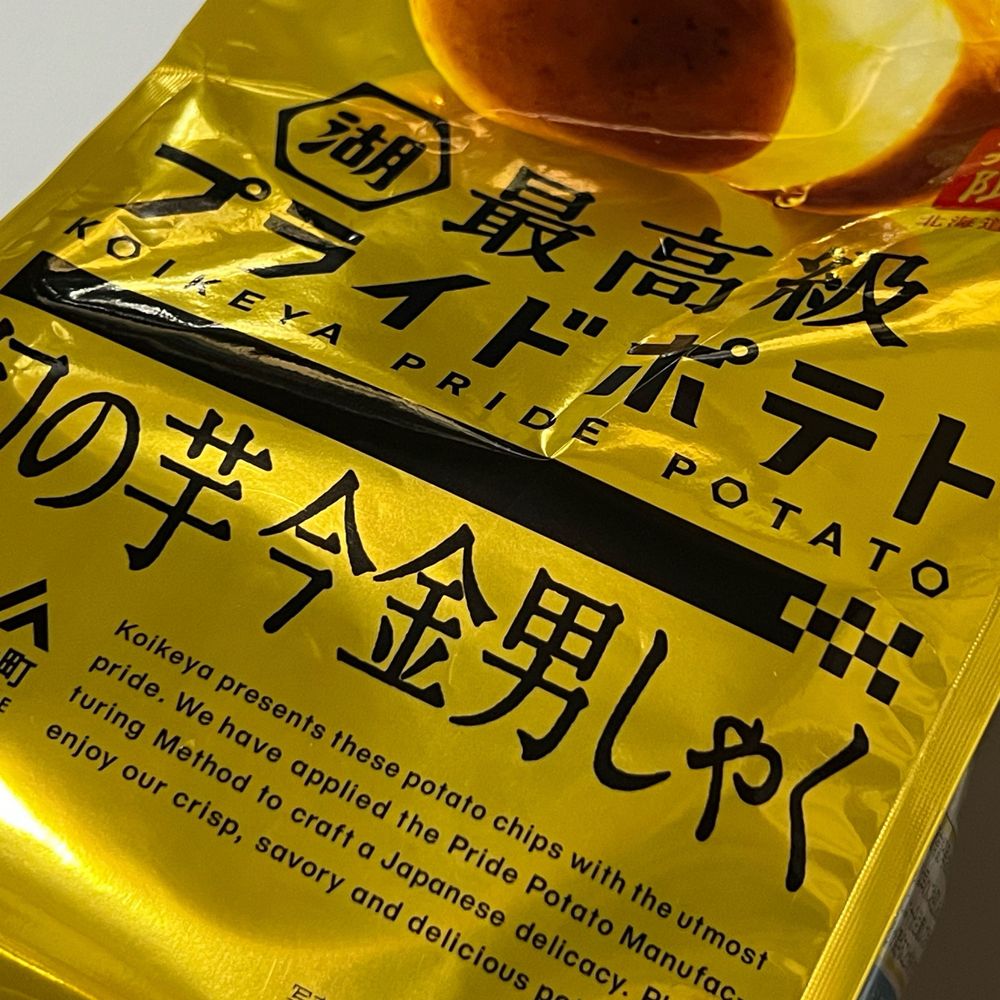 湖
最高級
プライドポテト
KOIKEYA PRIDE POTATO
の芋 今金男しゃく
町
Koikeya presents these potato chips with the utmost
pride. We have applied the Pride Potato Manufac-
turing Method to craft a Japanese delicacy.
enjoy our crisp, savory and delicious
北海道